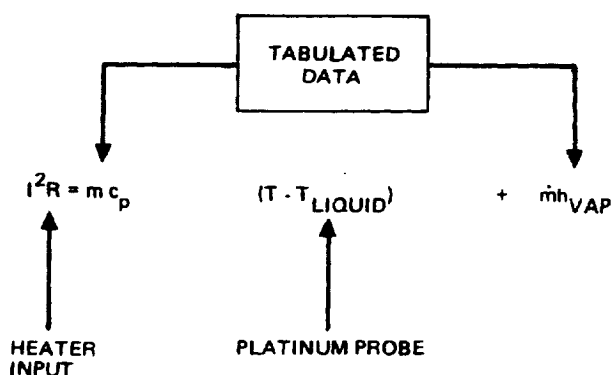 TABULATED
DATA
I²R = m c_p (T - T_LIQUID) + ṁh_VAP
HEATER
INPUT
PLATINUM PROBE